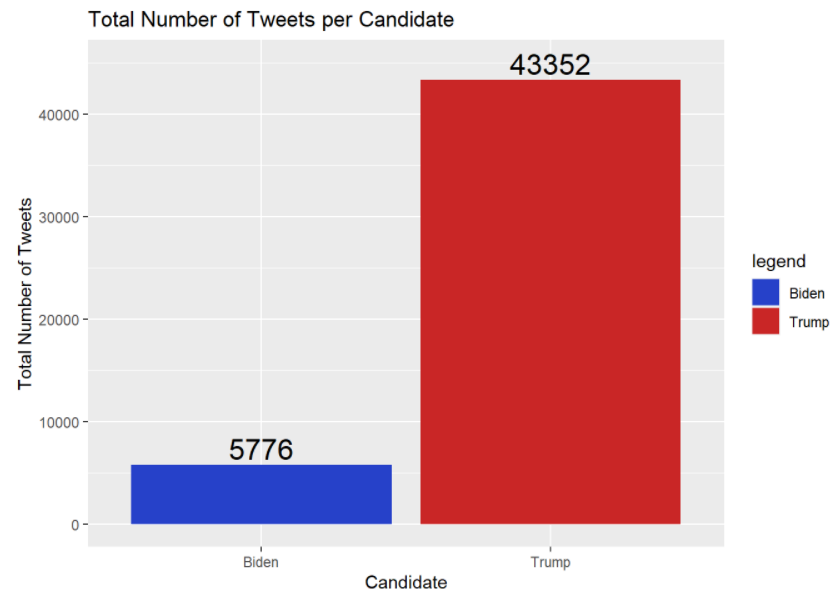 Total Number of Tweets per Candidate
Total Number of Tweets
40000
30000
20000
10000
0
43352
5776
Biden
Trump
Candidate
legend
Biden
Trump